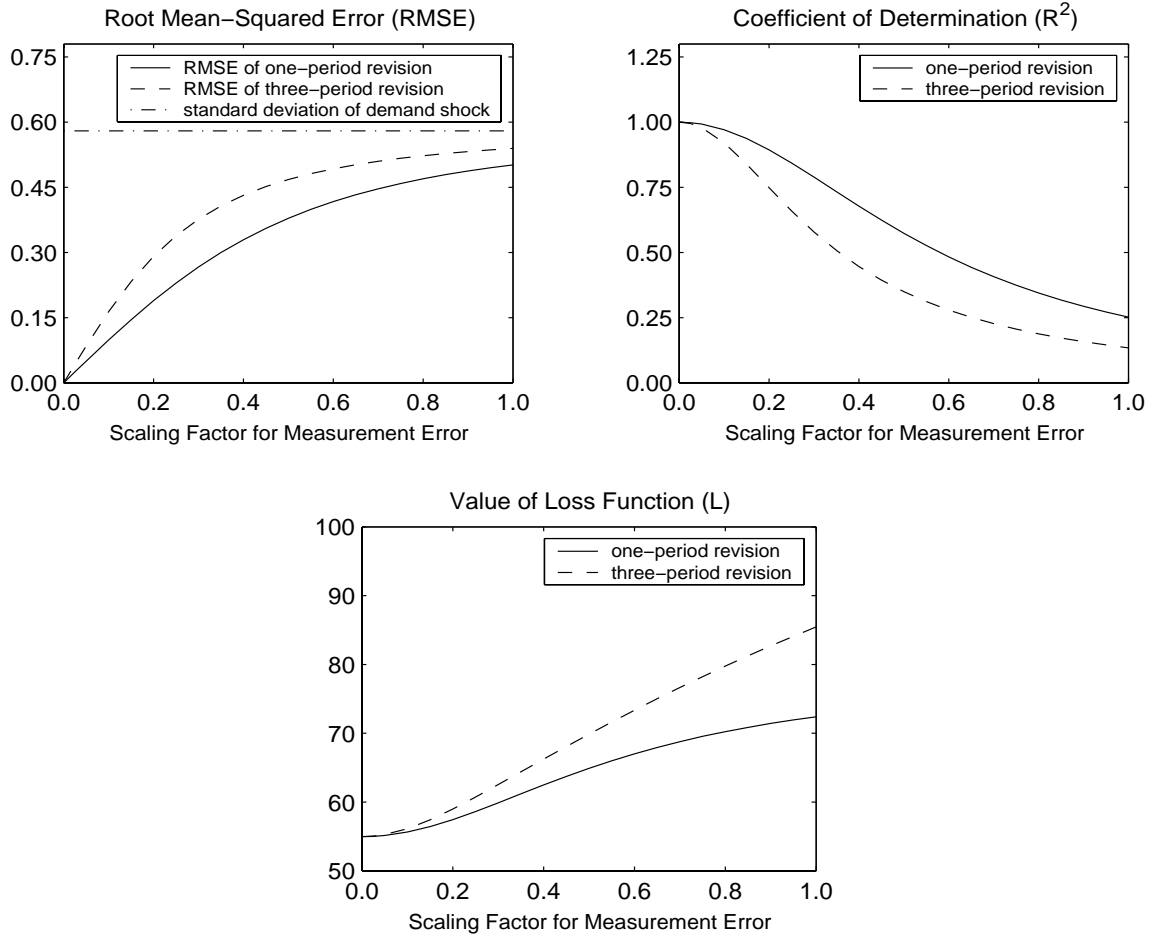 Root Mean−Squared Error (RMSE)
0.75
0.60
0.45
0.30
0.15
0.00
RMSE of one−period revision
RMSE of three−period revision
standard deviation of demand shock
0.0 0.2 0.4 0.6 0.8 1.0
Scaling Factor for Measurement Error
Coefficient of Determination (R²)
1.25
1.00
0.75
0.50
0.25
0.00
one−period revision
three−period revision
0.0 0.2 0.4 0.6 0.8 1.0
Scaling Factor for Measurement Error
Value of Loss Function (L)
100
90
80
70
60
50
one−period revision
three−period revision
0.0 0.2 0.4 0.6 0.8 1.0
Scaling Factor for Measurement Error